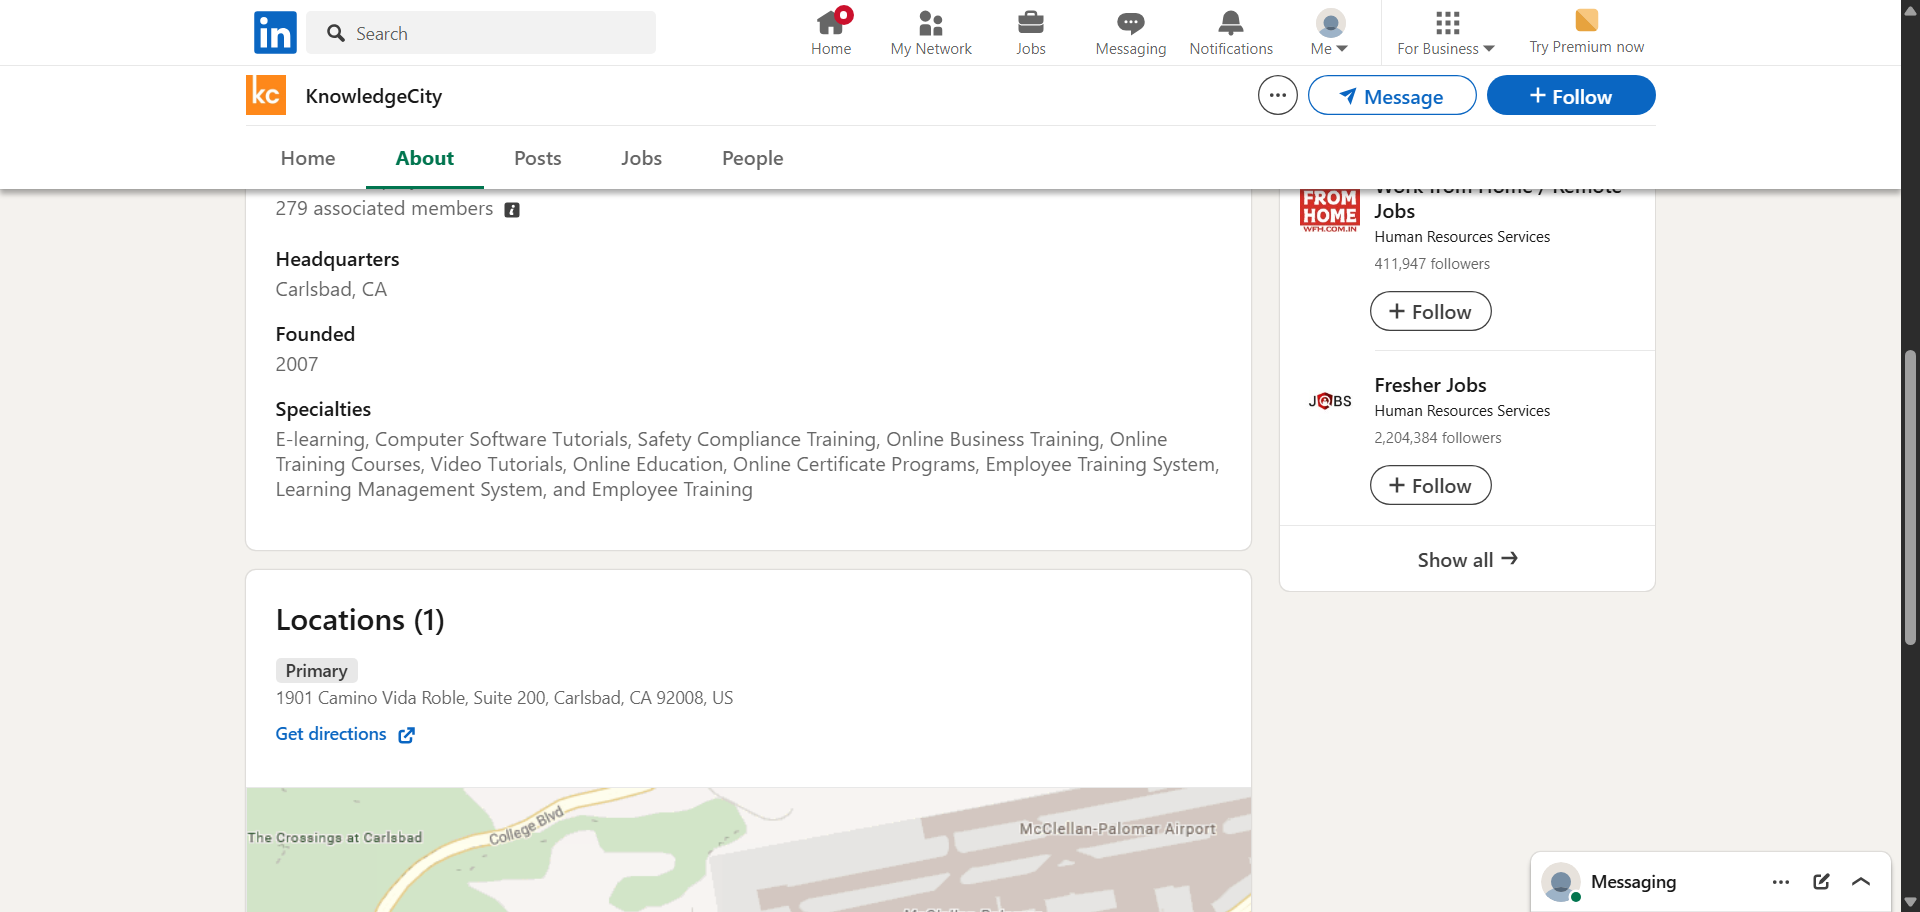 in
Search
Home
My Network
Jobs
Messaging
Notifications
Me
For Business
Try Premium now
kc
KnowledgeCity
Message
Follow
Home
About
Posts
Jobs
People
279 associated members
Headquarters
Carlsbad, CA
Founded
2007
Specialties
E-learning, Computer Software Tutorials, Safety Compliance Training, Online Business Training, Online
Training Courses, Video Tutorials, Online Education, Online Certificate Programs, Employee Training System,
Learning Management System, and Employee Training
Locations (1)
Primary
1901 Camino Vida Roble, Suite 200, Carlsbad, CA 92008, US
Get directions
The Crossings at Carlsbad
College Blvd
McClellan-Palomar Airport
FROM
HOME
WFH.COM.IN
Work from Home / Remote
Jobs
Human Resources Services
411,947 followers
Follow
JOBS
Fresher Jobs
Human Resources Services
2,204,384 followers
Follow
Show all
Messaging